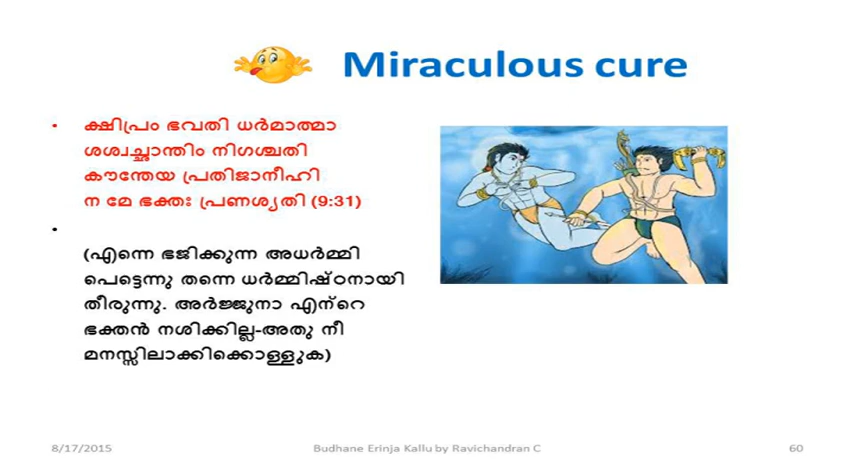 Miraculous cure
• ക്ഷിപ്രം ഭവതി ധർമാത്മാ
ശശ്വച്ഛാന്തിം നിഗശ്ചതി
കൗന്തേയ പ്രതിജാനീഹി
ന മേ ഭക്തഃ പ്രണശ്യതി (9:31)
•
(എന്നെ ഭജിക്കുന്ന അധർമ്മി
പെട്ടെന്നു തന്നെ ധർമ്മിഷ്ഠനായി
തീരുന്നു. അർജ്ജുനാ എന്റെ
ഭക്തൻ നശിക്കില്ല-അതു നീ
മനസ്സിലാക്കിക്കൊള്ളുക)
8/17/2015
Budhane Erinja Kallu by Ravichandran C
60